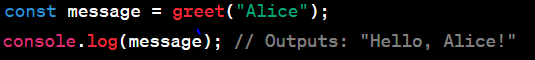 const message = greet("Alice");
console.log(message); // Outputs: "Hello, Alice!"